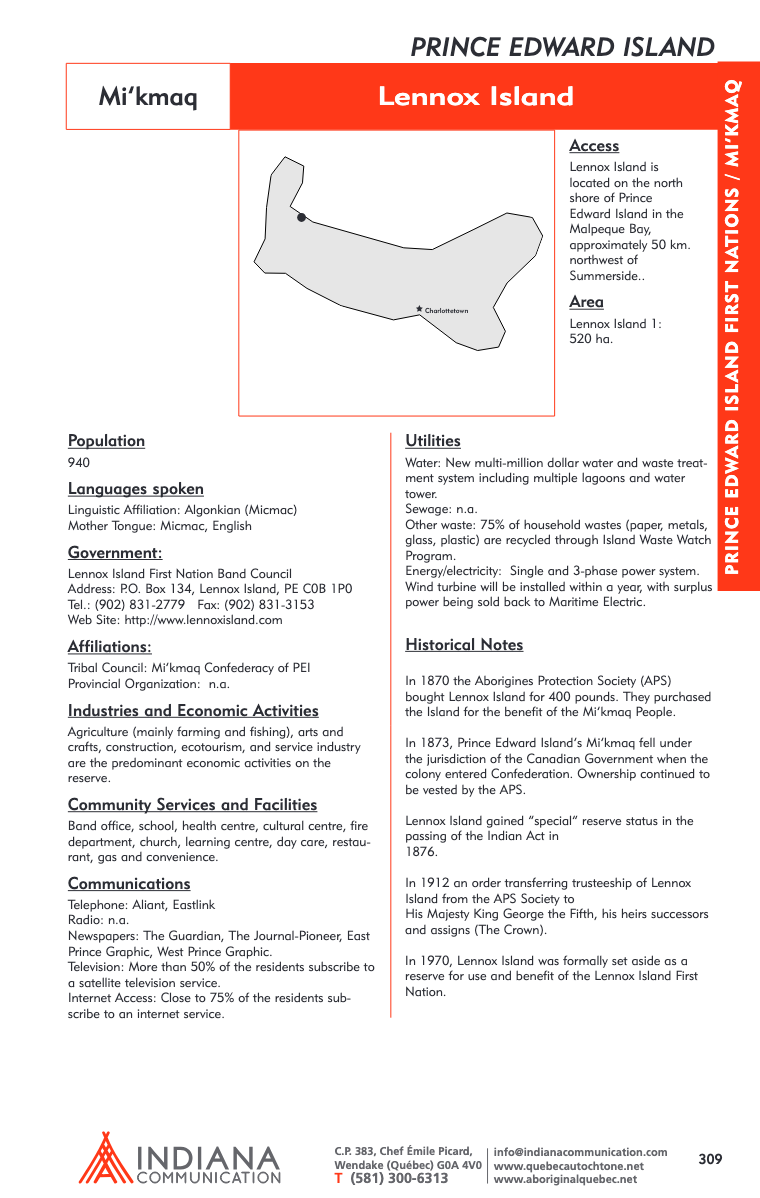 PRINCE EDWARD ISLAND
Mi’kmaq
Lennox Island
PRINCE EDWARD ISLAND FIRST NATIONS / MI’KMAQ
Charlottetown
Access
Lennox Island is
located on the north
shore of Prince
Edward Island in the
Malpeque Bay,
approximately 50 km.
northwest of
Summerside..
Area
Lennox Island 1:
520 ha.
Population
940
Languages spoken
Linguistic Affiliation: Algonkian (Micmac)
Mother Tongue: Micmac, English
Government:
Lennox Island First Nation Band Council
Address: P.O. Box 134, Lennox Island, PE C0B 1P0
Tel.: (902) 831-2779   Fax: (902) 831-3153
Web Site: http://www.lennoxisland.com
Affiliations:
Tribal Council: Mi’kmaq Confederacy of PEI
Provincial Organization:  n.a.
Industries and Economic Activities
Agriculture (mainly farming and fishing), arts and
crafts, construction, ecotourism, and service industry
are the predominant economic activities on the
reserve.
Community Services and Facilities
Band office, school, health centre, cultural centre, fire
department, church, learning centre, day care, restau-
rant, gas and convenience.
Communications
Telephone: Aliant, Eastlink
Radio: n.a.
Newspapers: The Guardian, The Journal-Pioneer, East
Prince Graphic, West Prince Graphic.
Television: More than 50% of the residents subscribe to
a satellite television service.
Internet Access: Close to 75% of the residents sub-
scribe to an internet service.
Utilities
Water: New multi-million dollar water and waste treat-
ment system including multiple lagoons and water
tower.
Sewage: n.a.
Other waste: 75% of household wastes (paper, metals,
glass, plastic) are recycled through Island Waste Watch
Program.
Energy/electricity:  Single and 3-phase power system.
Wind turbine will be installed within a year, with surplus
power being sold back to Maritime Electric.
Historical Notes
In 1870 the Aborigines Protection Society (APS)
bought Lennox Island for 400 pounds. They purchased
the Island for the benefit of the Mi’kmaq People.
In 1873, Prince Edward Island’s Mi’kmaq fell under
the jurisdiction of the Canadian Government when the
colony entered Confederation. Ownership continued to
be vested by the APS.
Lennox Island gained “special” reserve status in the
passing of the Indian Act in
1876.
In 1912 an order transferring trusteeship of Lennox
Island from the APS Society to
His Majesty King George the Fifth, his heirs successors
and assigns (The Crown).
In 1970, Lennox Island was formally set aside as a
reserve for use and benefit of the Lennox Island First
Nation.
INDIANA
COMMUNICATION
C.P. 383, Chef Émile Picard,
Wendake (Québec) G0A 4V0
T (581) 300-6313
info@indianacommunication.com
www.quebecautochtone.net
www.aboriginalquebec.net
309